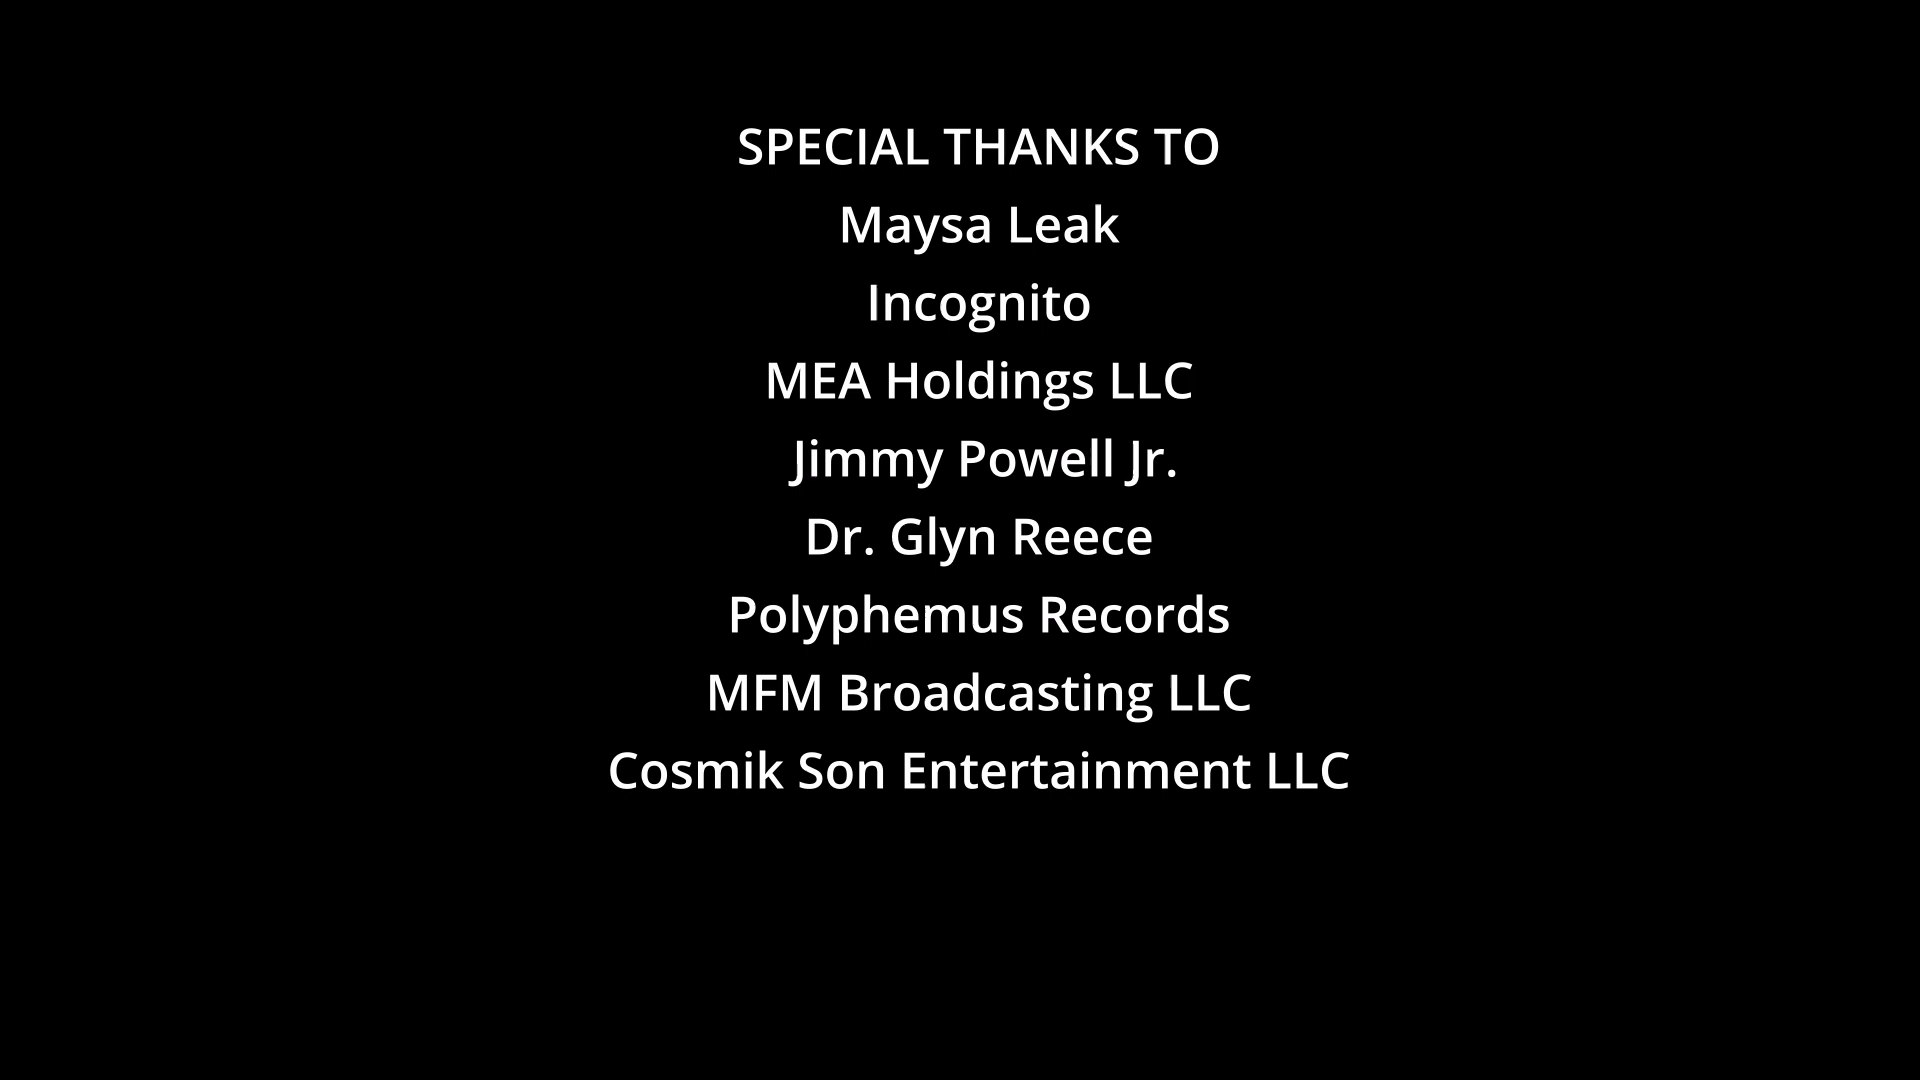 SPECIAL THANKS TO
Maysa Leak
Incognito
MEA Holdings LLC
Jimmy Powell Jr.
Dr. Glyn Reece
Polyphemus Records
MFM Broadcasting LLC
Cosmik Son Entertainment LLC